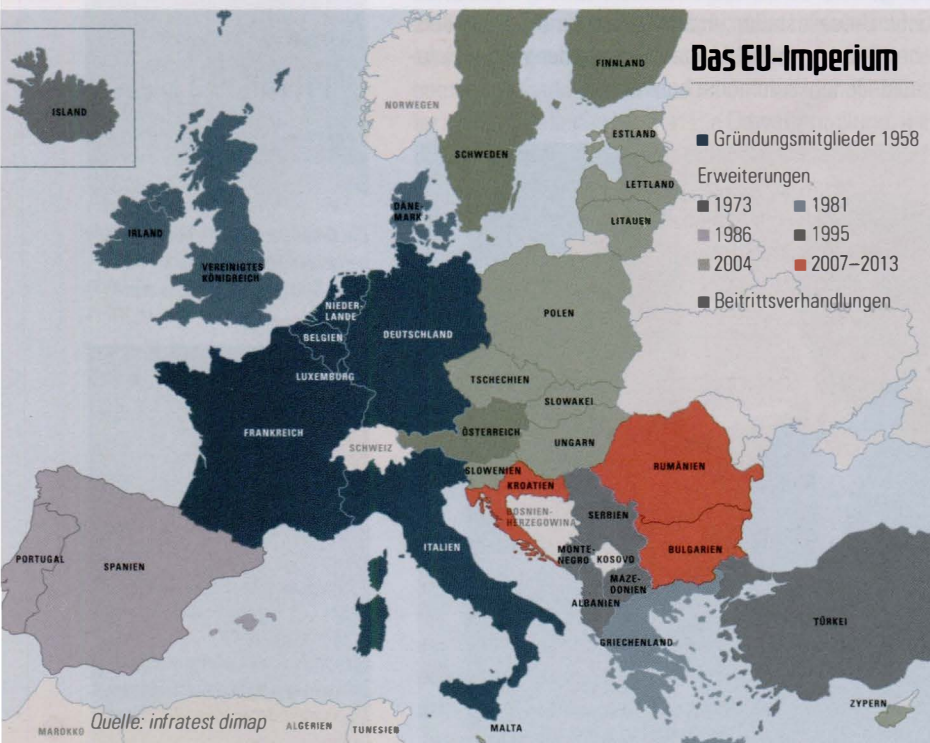 Das EU-Imperium
Gründungsmitglieder 1958
Erweiterungen
1973
1981
1986
1995
2004
2007–2013
Beitrittsverhandlungen
ISLAND
NORWEGEN
FINNLAND
SCHWEDEN
ESTLAND
LETTLAND
LITAUEN
DÄNE-
MARK
IRLAND
VEREINIGTES
KÖNIGREICH
NIEDER-
LANDE
BELGIEN
LUXEMBURG
DEUTSCHLAND
POLEN
TSCHECHIEN
SLOWAKEI
FRANKREICH
SCHWEIZ
ÖSTERREICH
UNGARN
SLOWENIEN
KROATIEN
RUMÄNIEN
BOSNIEN-
HERZEGOWINA
SERBIEN
ITALIEN
MONTE-
NEGRO
KOSOVO
BULGARIEN
MAZE-
DONIEN
ALBANIEN
PORTUGAL
SPANIEN
GRIECHENLAND
TÜRKEI
ZYPERN
MALTA
MAROKKO
ALGERIEN
TUNESIEN
Quelle: infratest dimap